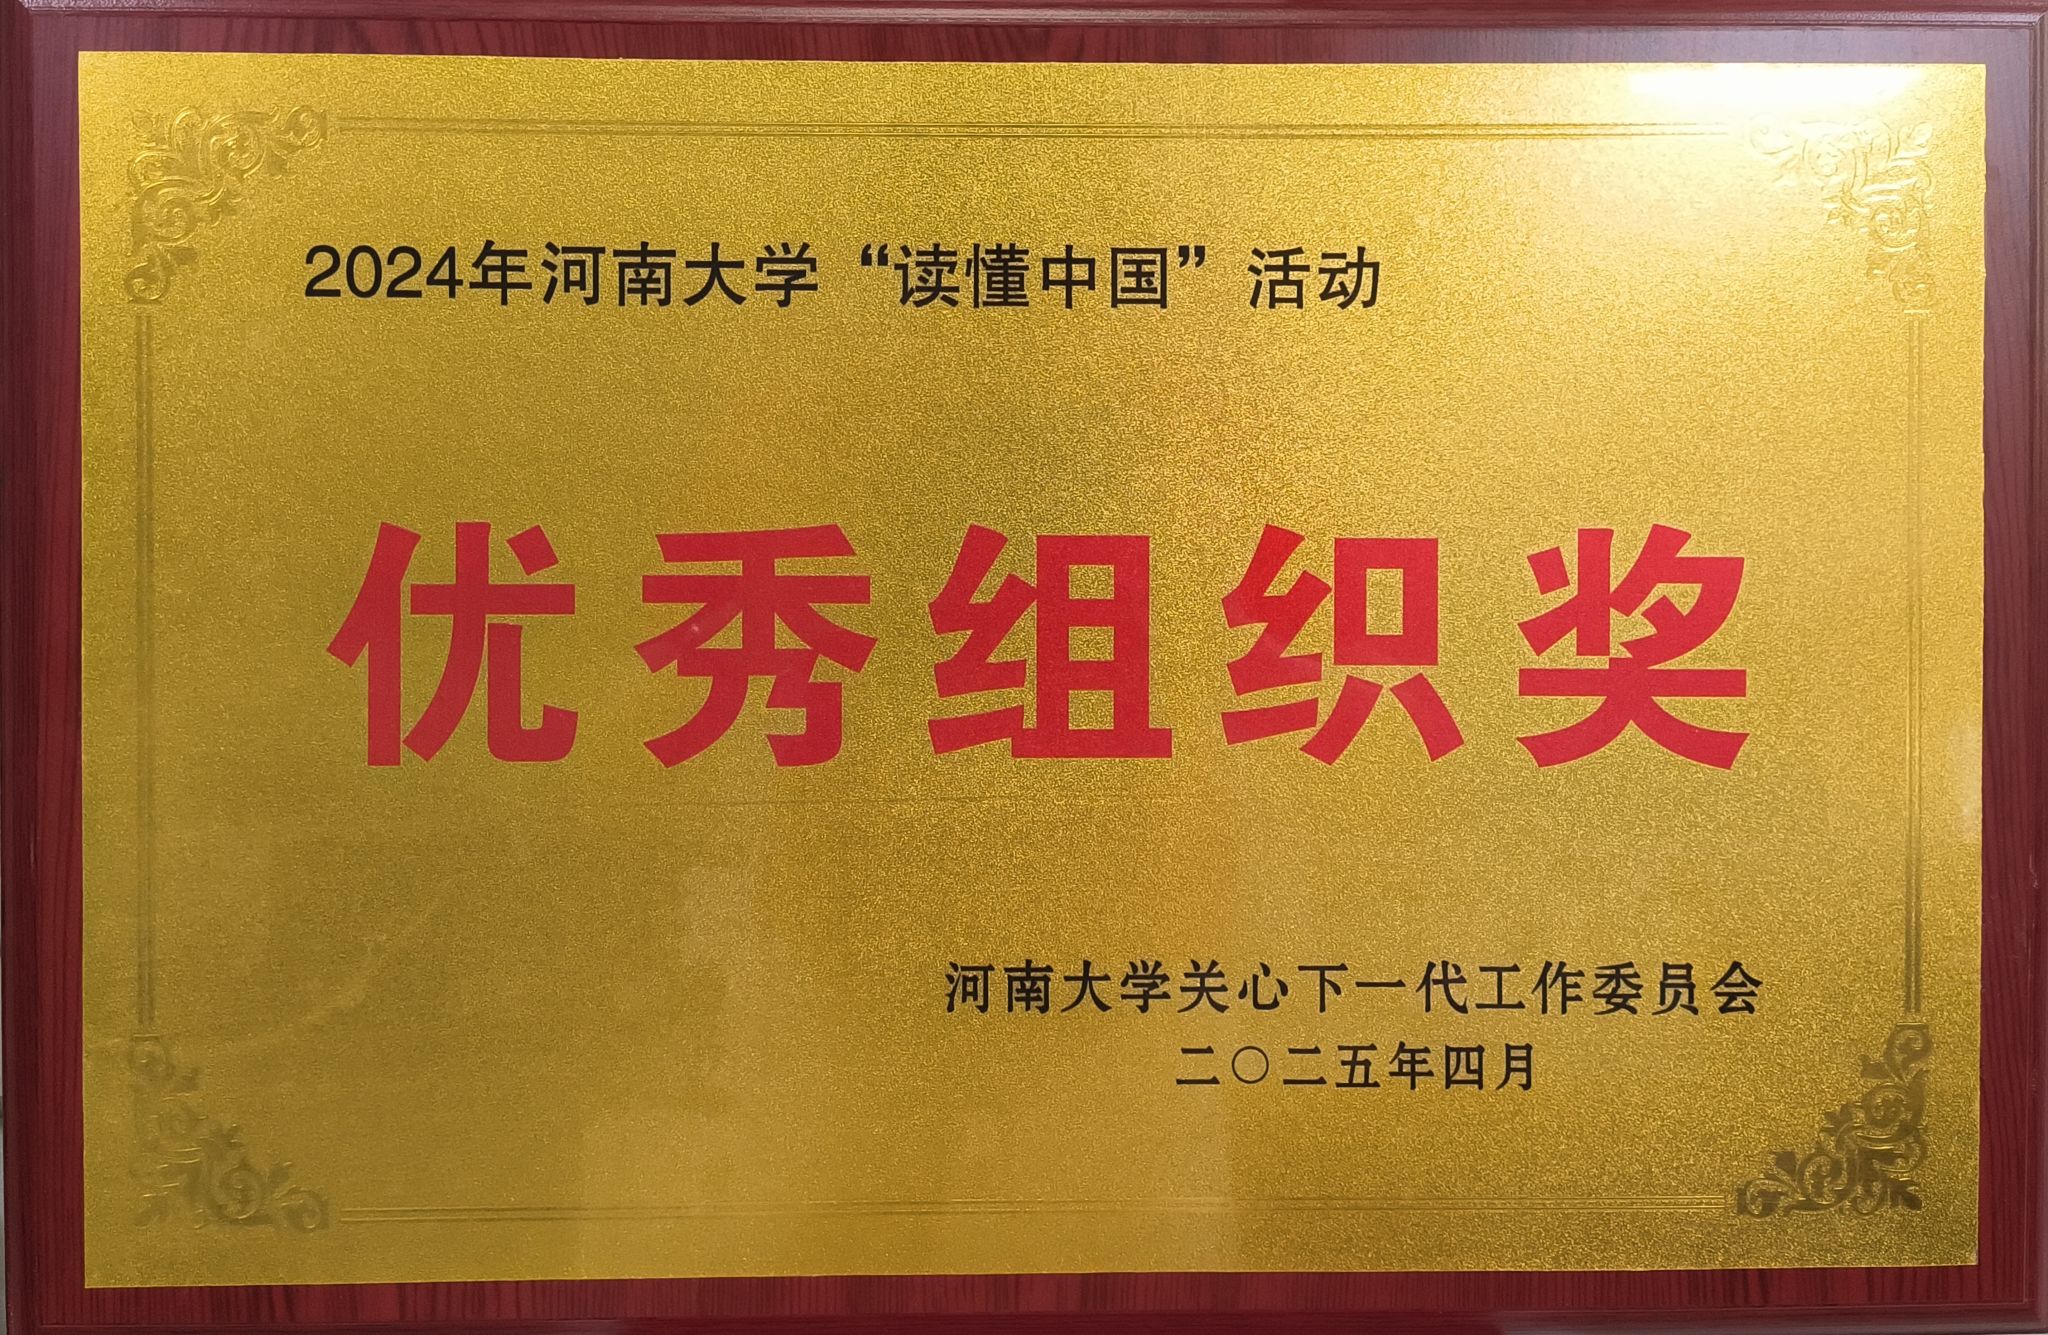 2024年河南大学“读懂中国”活动
优秀组织奖
河南大学关心下一代工作委员会
二〇二五年四月